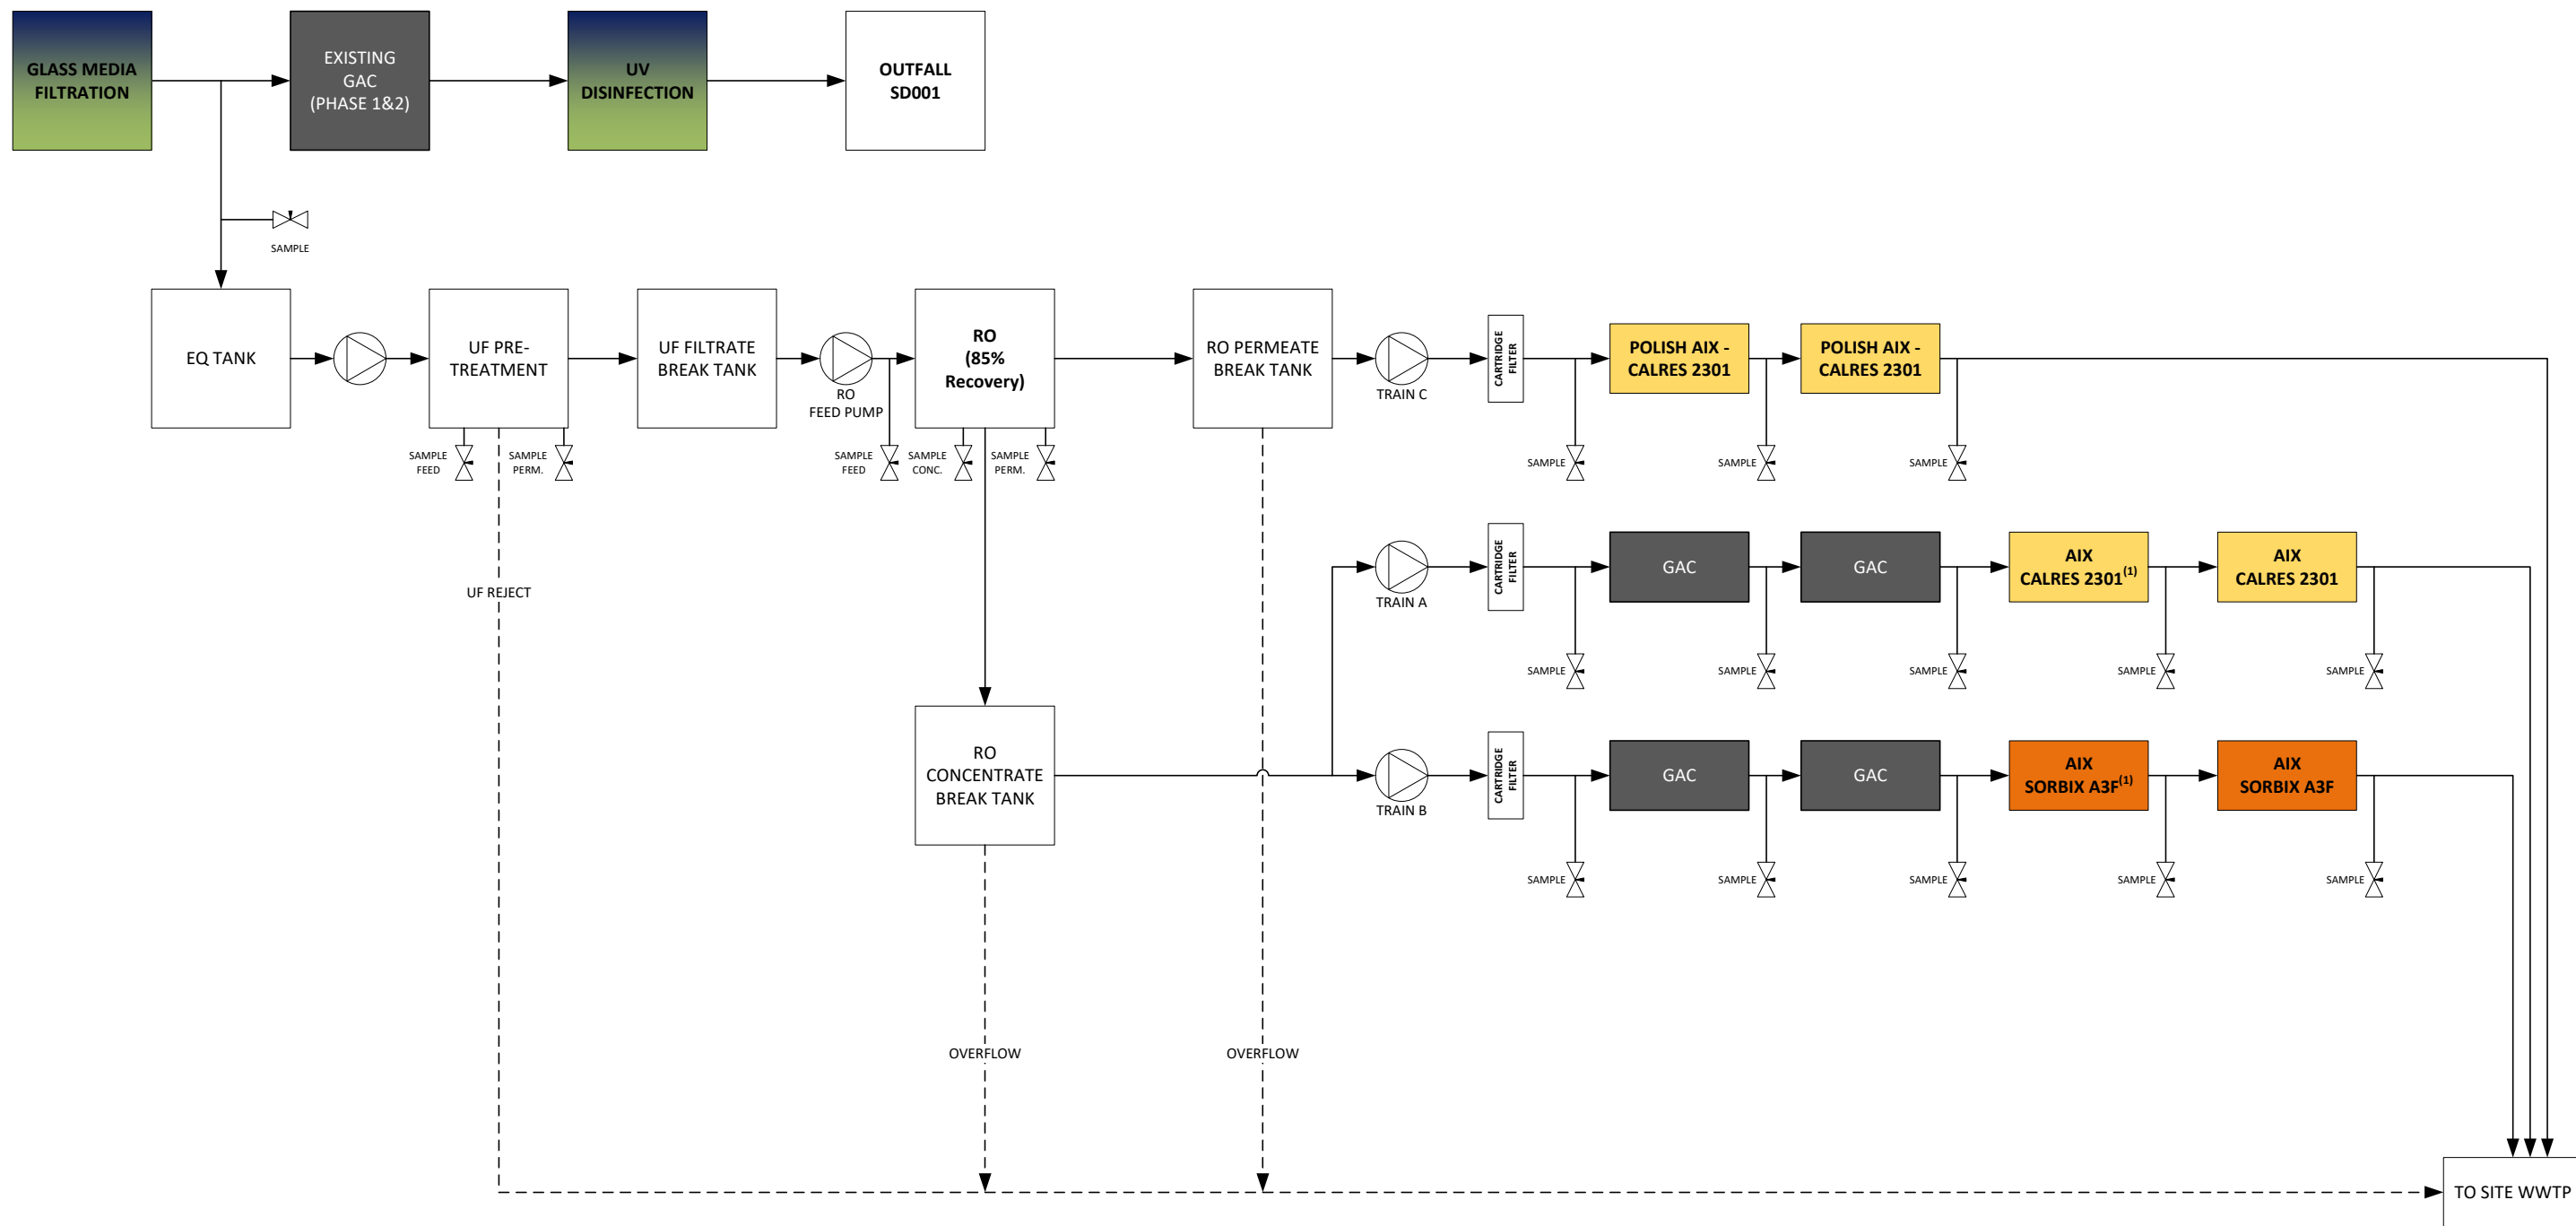 GLASS MEDIA
FILTRATION
EXISTING
GAC
(PHASE 1&2)
UV
DISINFECTION
OUTFALL
SD001
SAMPLE
EQ TANK
UF PRE-
TREATMENT
UF FILTRATE
BREAK TANK
RO
FEED PUMP
RO
(85%
Recovery)
RO PERMEATE
BREAK TANK
TRAIN C
CARTRIDGE
FILTER
POLISH AIX -
CALRES 2301
POLISH AIX -
CALRES 2301
SAMPLE
FEED
SAMPLE
PERM.
SAMPLE
FEED
SAMPLE
CONC.
SAMPLE
PERM.
SAMPLE
SAMPLE
SAMPLE
UF REJECT
TRAIN A
CARTRIDGE
FILTER
GAC
GAC
AIX
CALRES 2301(1)
AIX
CALRES 2301
SAMPLE
SAMPLE
SAMPLE
SAMPLE
SAMPLE
RO
CONCENTRATE
BREAK TANK
TRAIN B
CARTRIDGE
FILTER
GAC
GAC
AIX
SORBIX A3F(1)
AIX
SORBIX A3F
SAMPLE
SAMPLE
SAMPLE
SAMPLE
SAMPLE
OVERFLOW
OVERFLOW
TO SITE WWTP